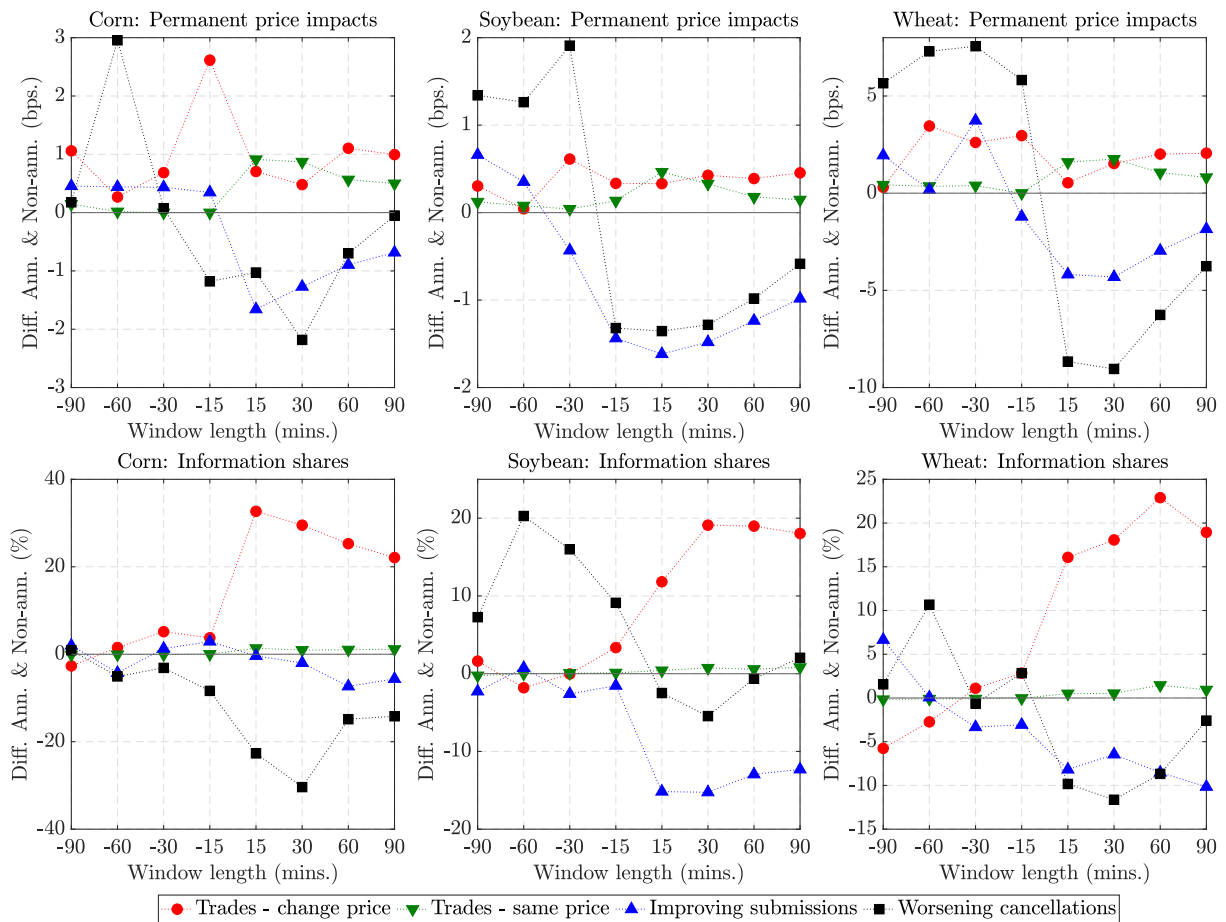 Corn: Permanent price impacts
Soybean: Permanent price impacts
Wheat: Permanent price impacts
Diff. Ann. & Non-ann. (bps.)
3
2
1
0
-1
-2
-3
-90 -60 -30 -15 15 30 60 90
Window length (mins.)
Diff. Ann. & Non-ann. (bps.)
2
1
0
-1
-2
-90 -60 -30 -15 15 30 60 90
Window length (mins.)
Diff. Ann. & Non-ann. (bps.)
5
0
-5
-10
-90 -60 -30 -15 15 30 60 90
Window length (mins.)
Corn: Information shares
Soybean: Information shares
Wheat: Information shares
Diff. Ann. & Non-ann. (%)
40
20
0
-20
-40
-90 -60 -30 -15 15 30 60 90
Window length (mins.)
Diff. Ann. & Non-ann. (%)
20
10
0
-10
-20
-90 -60 -30 -15 15 30 60 90
Window length (mins.)
Diff. Ann. & Non-ann. (%)
25
20
15
10
5
0
-5
-10
-15
-90 -60 -30 -15 15 30 60 90
Window length (mins.)
Trades - change price Trades - same price Improving submissions Worsening cancellations